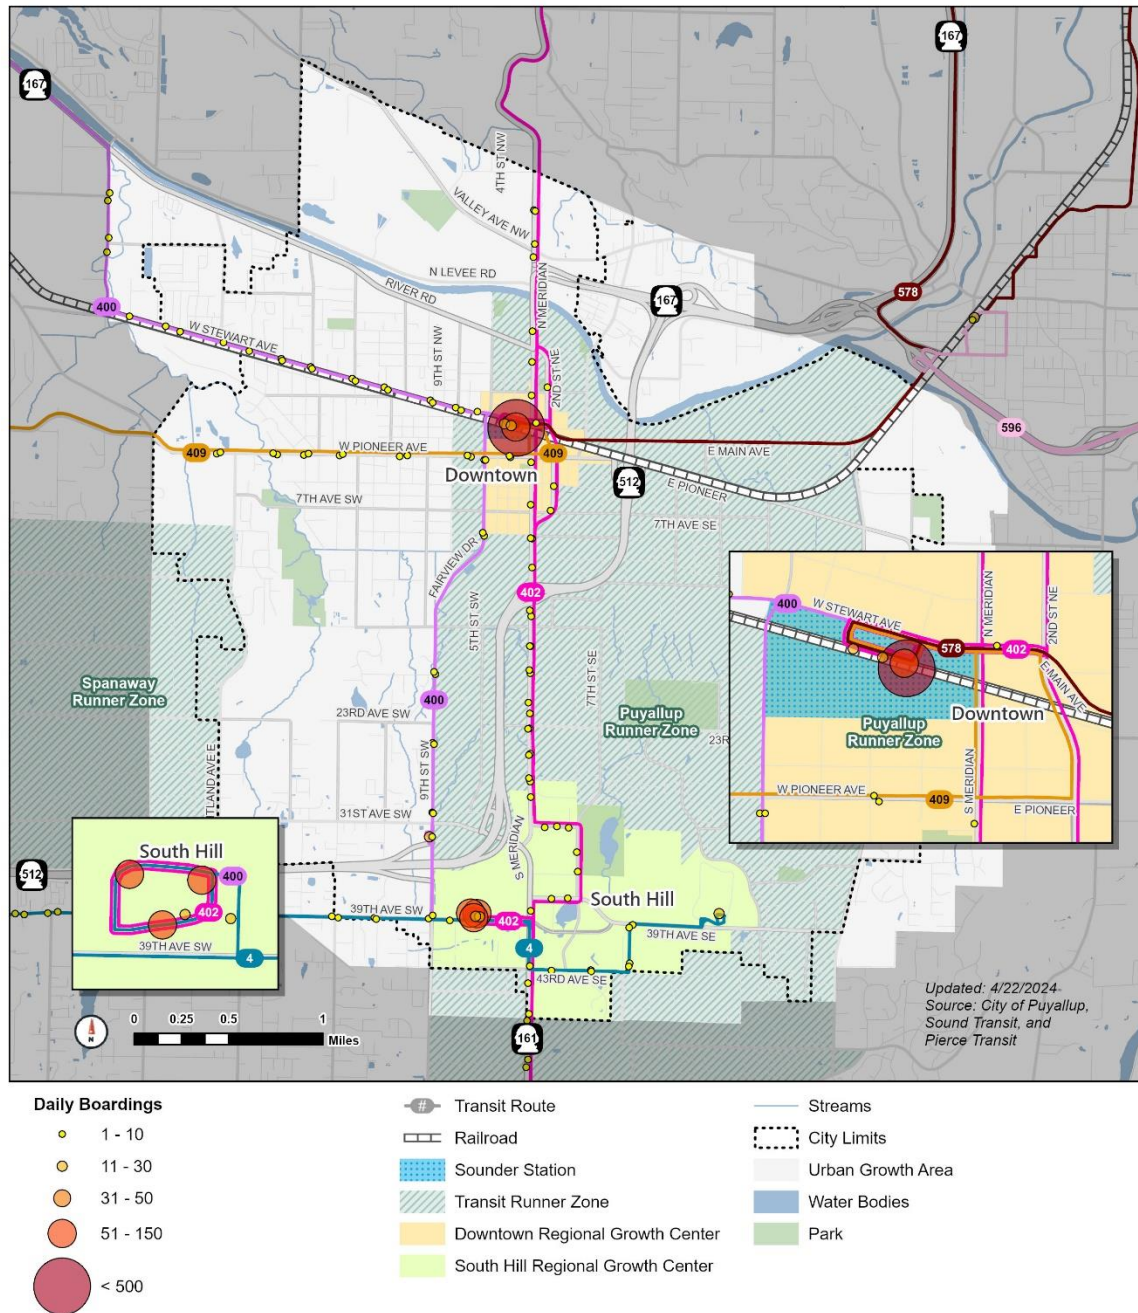 167
167
4TH ST NW
VALLEY AVE NW
N LEVEE RD
RIVER RD
N MERIDIAN
167
578
400
W STEWART AVE
9TH ST NW
2ND ST NE
596
409
W PIONEER AVE
409
E MAIN AVE
Downtown
512
E PIONEER
7TH AVE SW
7TH AVE SE
FAIRVIEW DR
402
5TH ST SW
7TH ST SE
Spanaway
Runner Zone
400
23RD AVE SW
Puyallup
Runner Zone
23R
9TH ST SW
31ST AVE SW
S MERIDIAN
TLAND AVE E
512
South Hill
400
402
39TH AVE SW
4
39TH AVE SW
402
South Hill
4
39TH AVE SE
43RD AVE SE
161
400
W STEWART AVE
N MERIDIAN
2ND ST NE
578
402
E MAIN AVE
Downtown
Puyallup
Runner Zone
S MERIDIAN
W PIONEER AVE
409
E PIONEER
N
0 0.25 0.5 1
Miles
Updated: 4/22/2024
Source: City of Puyallup,
Sound Transit, and
Pierce Transit
Daily Boardings
1 - 10
11 - 30
31 - 50
51 - 150
< 500
# Transit Route
Railroad
Sounder Station
Transit Runner Zone
Downtown Regional Growth Center
South Hill Regional Growth Center
Streams
City Limits
Urban Growth Area
Water Bodies
Park